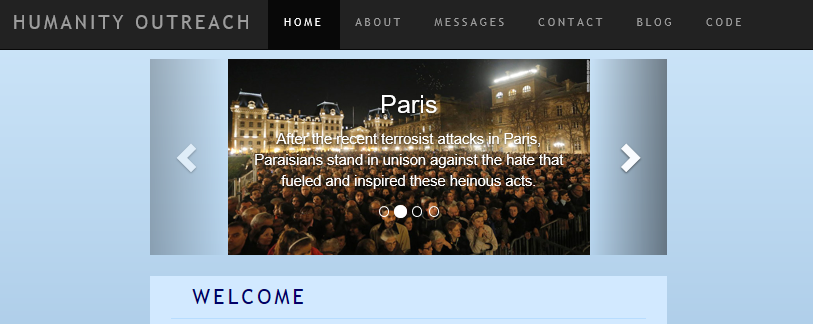 HUMANITY OUTREACH HOME ABOUT MESSAGES CONTACT BLOG CODE
Paris
After the recent terrosist attacks in Paris,
Paraisians stand in unison against the hate that
fueled and inspired these heinous acts.
WELCOME